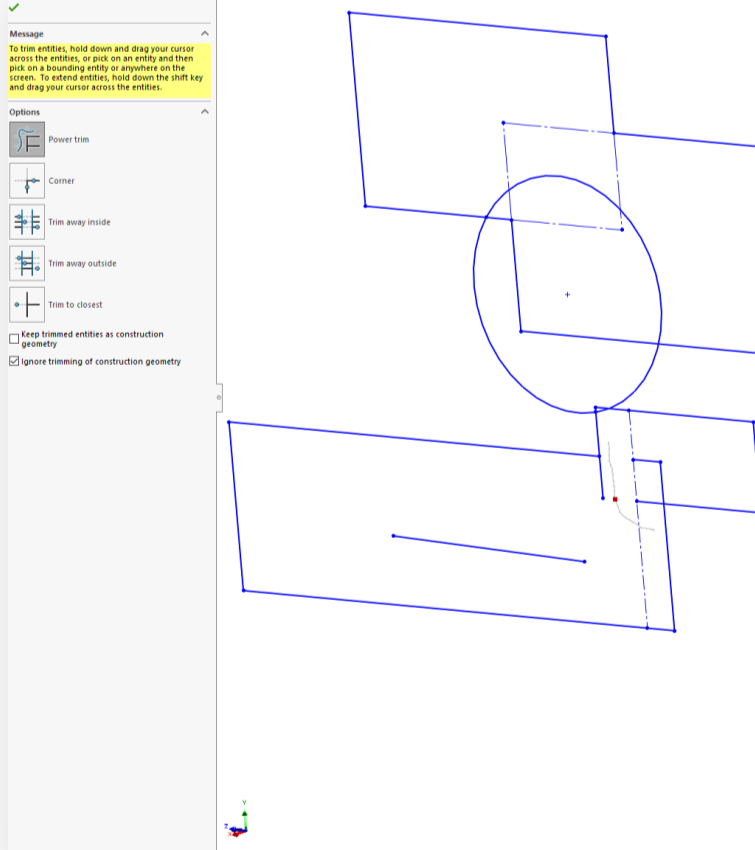 Message
To trim entities, hold down and drag your cursor
across the entities, or pick on an entity and then
pick on a bounding entity or anywhere on the
screen. To extend entities, hold down the shift key
and drag your cursor across the entities.
Options
Power trim
Corner
Trim away inside
Trim away outside
Trim to closest
Keep trimmed entities as construction
geometry
Ignore trimming of construction geometry
Y
Z
X